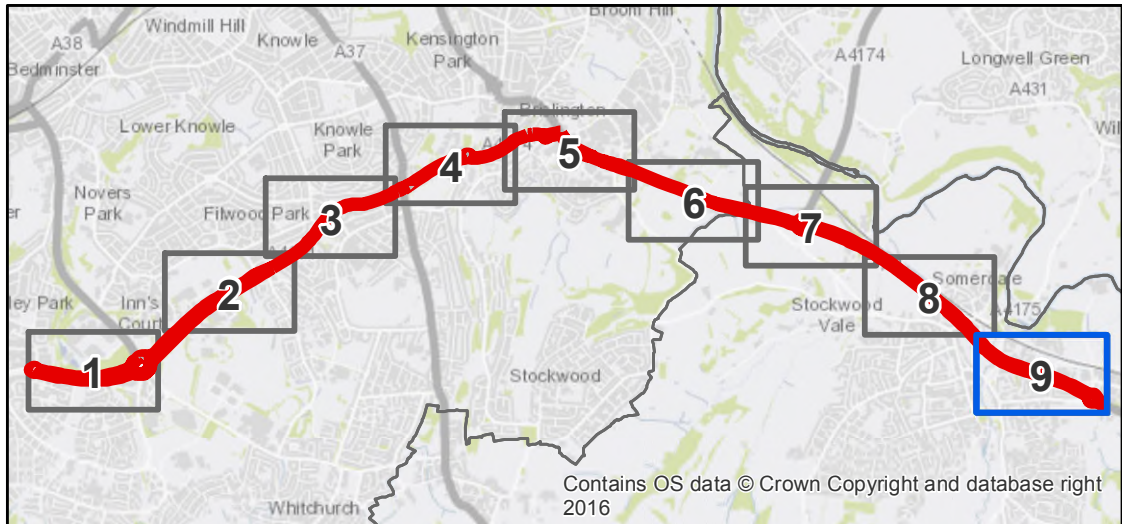 Windmill Hill
Broom Hill
A38
Knowle
A37
Kensington
Park
A4174
Longwell Green
Bedminster
A431
Brislington
Lower Knowle
Knowle
Park
4
5
Novers
Park
Filwood Park
3
6
7
Inn's
Court
2
Stockwood
Vale
8
Somerdale
A4175
1
Stockwood
9
Contains OS data © Crown Copyright and database right
2016
Whitchurch